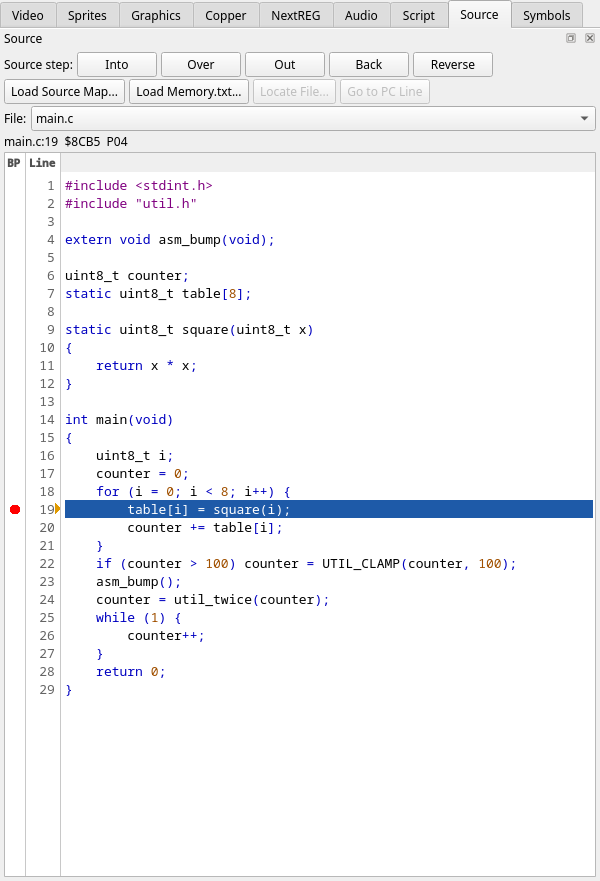 Video Sprites Graphics Copper NextREG Audio Script Source Symbols
Source
Source step: Into Over Out Back Reverse
Load Source Map... Load Memory.txt... Locate File... Go to PC Line
File: main.c
main.c:19 $8CB5 P04
BP Line
1 #include <stdint.h>
2 #include "util.h"
3
4 extern void asm_bump(void);
5
6 uint8_t counter;
7 static uint8_t table[8];
8
9 static uint8_t square(uint8_t x)
10 {
11     return x * x;
12 }
13
14 int main(void)
15 {
16     uint8_t i;
17     counter = 0;
18     for (i = 0; i < 8; i++) {
19         table[i] = square(i);
20         counter += table[i];
21     }
22     if (counter > 100) counter = UTIL_CLAMP(counter, 100);
23     asm_bump();
24     counter = util_twice(counter);
25     while (1) {
26         counter++;
27     }
28     return 0;
29 }